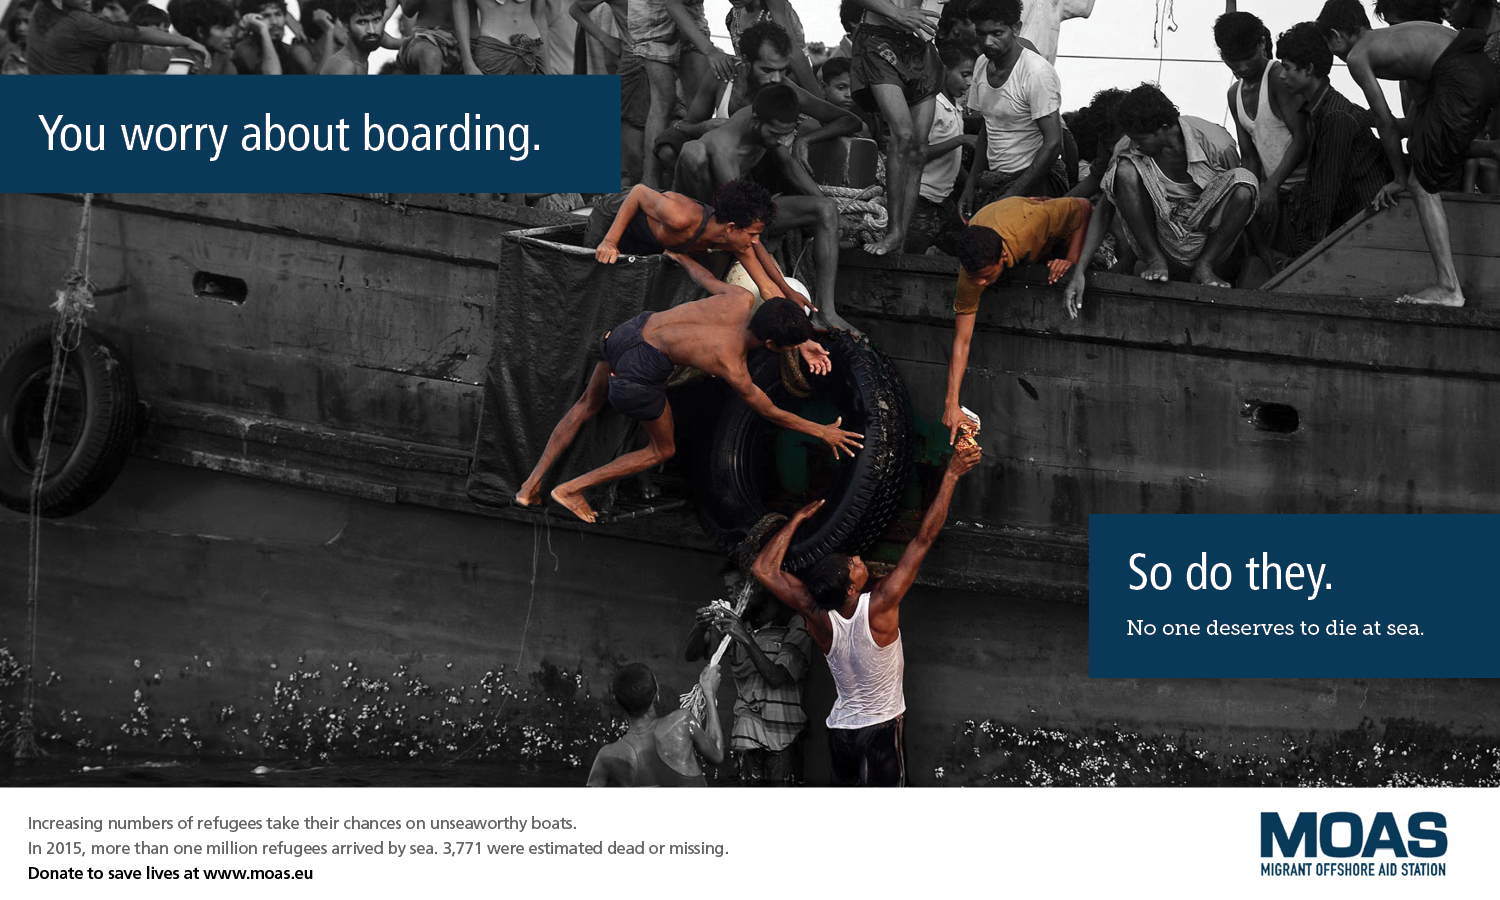 You worry about boarding.
So do they.
No one deserves to die at sea.
Increasing numbers of refugees take their chances on unseaworthy boats.
In 2015, more than one million refugees arrived by sea. 3,771 were estimated dead or missing.
Donate to save lives at www.moas.eu
MOAS
MIGRANT OFFSHORE AID STATION